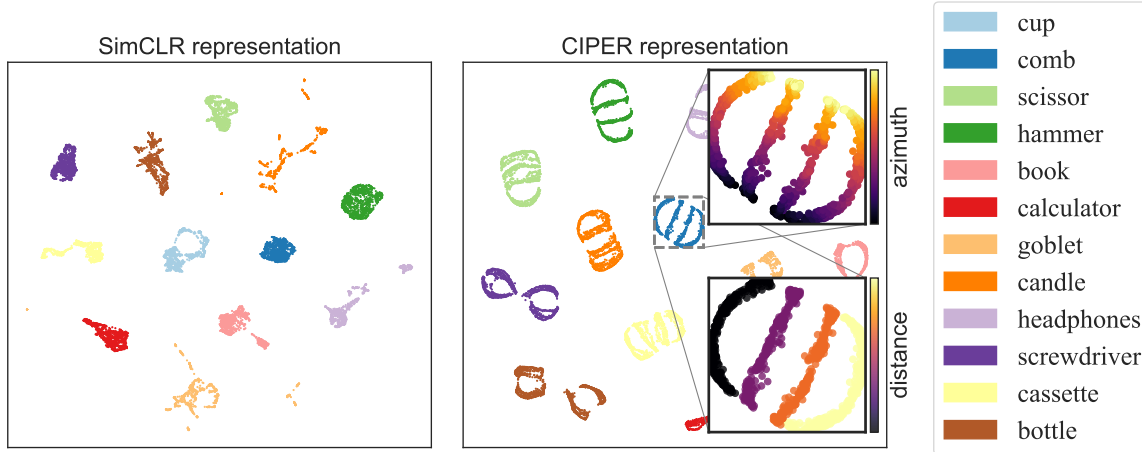 SimCLR representation
CIPER representation
azimuth
distance
cup
comb
scissor
hammer
book
calculator
goblet
candle
headphones
screwdriver
cassette
bottle